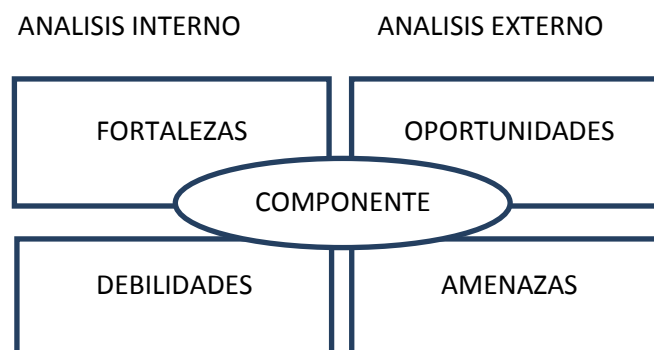 ANALISIS INTERNO
ANALISIS EXTERNO
FORTALEZAS
OPORTUNIDADES
COMPONENTE
DEBILIDADES
AMENAZAS